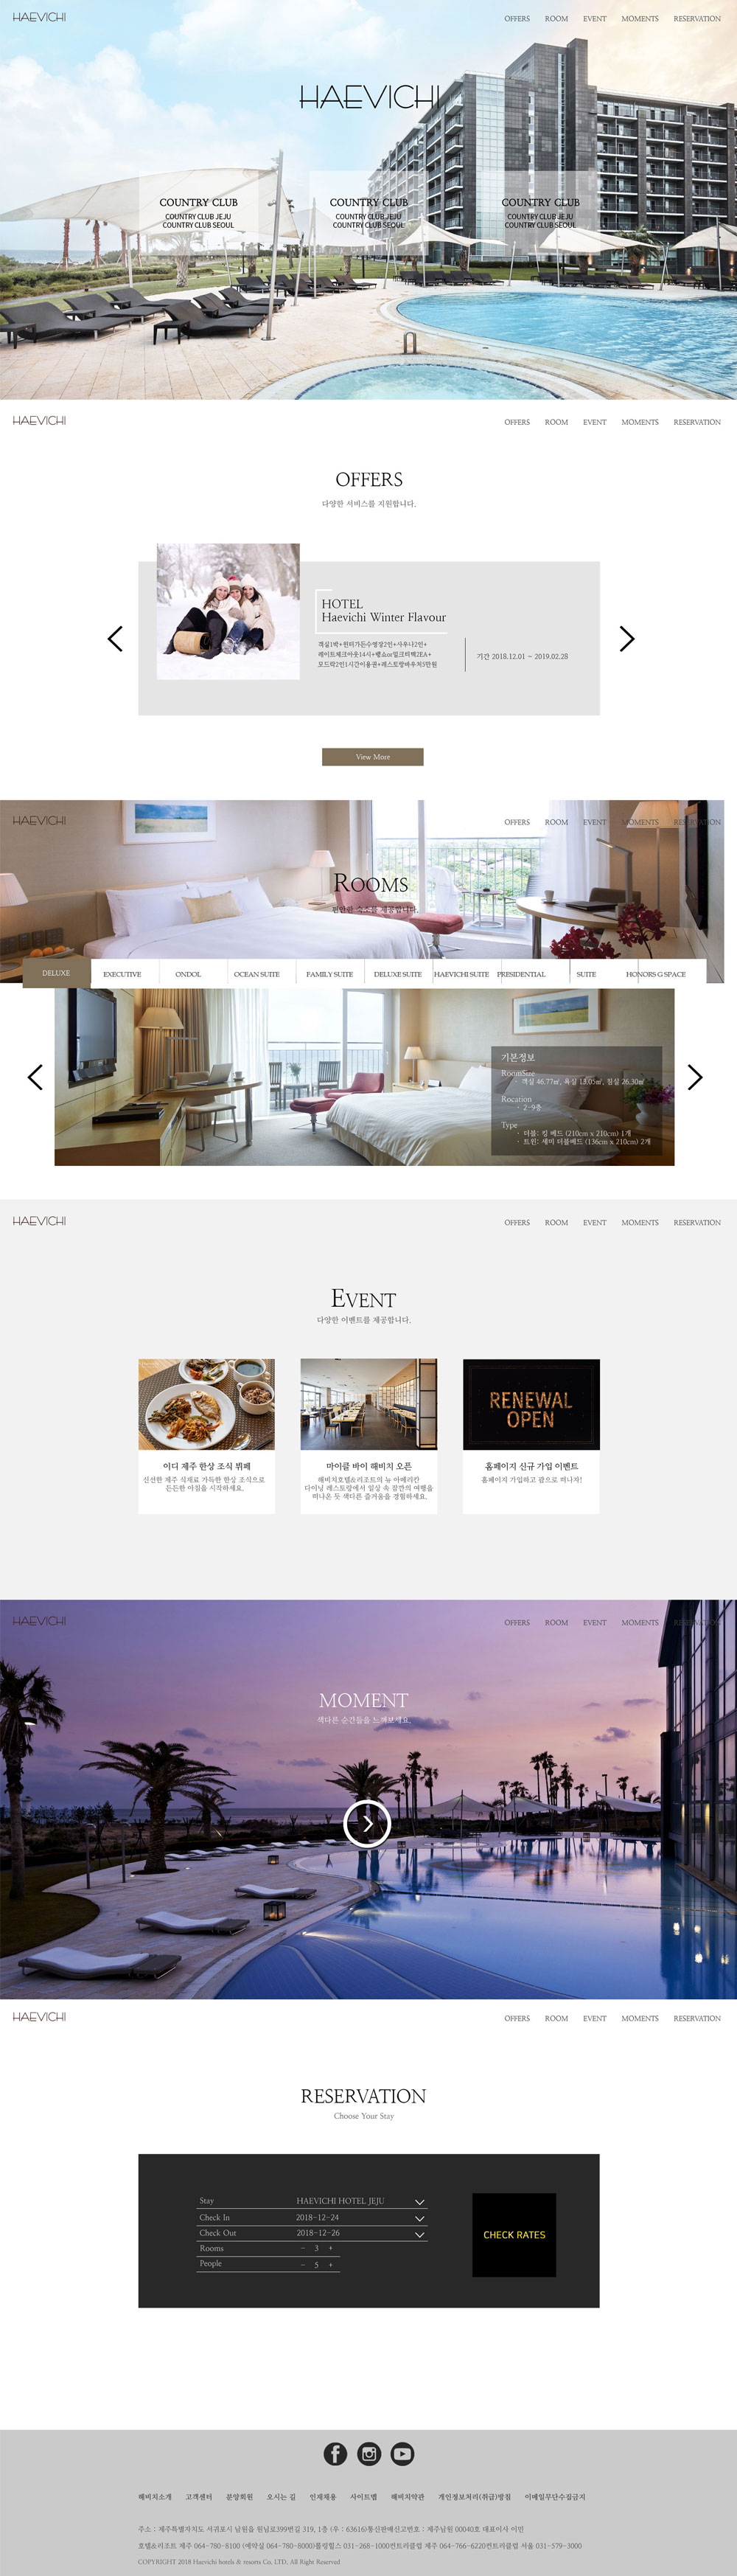 HAEVICHI
OFFERS ROOM EVENT MOMENTS RESERVATION
HAEVICHI
COUNTRY CLUB
COUNTRY CLUB JEJU
COUNTRY CLUB SEOUL
COUNTRY CLUB
COUNTRY CLUB JEJU
COUNTRY CLUB SEOUL
COUNTRY CLUB
COUNTRY CLUB JEJU
COUNTRY CLUB SEOUL
HAEVICHI
OFFERS ROOM EVENT MOMENTS RESERVATION
OFFERS
다양한 서비스를 지원합니다.
HOTEL
Haevichi Winter Flavour
객실1박+윈터가든수영장2인+사우나2인+
레이트체크아웃14시+뱅쇼or밀크티팩2EA+
모드락2인1시간이용권+레스토랑바우처5만원
기간 2018.12.01 ~ 2019.02.28
View More
HAEVICHI
OFFERS ROOM EVENT MOMENTS RESERVATION
ROOMS
편안한 숙소를 제공합니다.
DELUXE EXECUTIVE ONDOL OCEAN SUITE FAMILY SUITE DELUXE SUITE HAEVICHI SUITE PRESIDENTIAL SUITE HONORS G SPACE
기본정보
RoomSize
· 객실 46.77㎡, 욕실 13.05㎡, 침실 26.30㎡
Rocation
· 2-9층
Type
· 더블: 킹 베드 (210cm x 210cm) 1개
· 트윈: 세미 더블베드 (136cm x 210cm) 2개
HAEVICHI
OFFERS ROOM EVENT MOMENTS RESERVATION
EVENT
다양한 이벤트를 제공합니다.
이디 제주 한상 조식 뷔페
신선한 제주 식재료 가득한 한상 조식으로
든든한 아침을 시작하세요.
마이클 바이 해비치 오픈
해비치호텔&리조트의 뉴 아메리칸
다이닝 레스토랑에서 일상 속 잠깐의 여행을
떠나온 듯 색다른 즐거움을 경험하세요.
RENEWAL
OPEN
홈페이지 신규 가입 이벤트
홈페이지 가입하고 괌으로 떠나자!
HAEVICHI
OFFERS ROOM EVENT MOMENTS RESERVATION
MOMENT
색다른 순간들을 느껴보세요.
HAEVICHI
OFFERS ROOM EVENT MOMENTS RESERVATION
RESERVATION
Choose Your Stay
Stay HAEVICHI HOTEL JEJU
Check In 2018-12-24
Check Out 2018-12-26
Rooms - 3 +
People - 5 +
CHECK RATES
해비치소개 고객센터 분양회원 오시는 길 인재채용 사이트맵 해비치약관 개인정보처리(취급)방침 이메일무단수집금지
주소 : 제주특별자치도 서귀포시 남원읍 원님로399번길 319, 1층 (우 : 63616)통신판매신고번호 : 제주남원 00040호 대표이사 이민
호텔&리조트 제주 064-780-8100 (예약실 064-780-8000)롤링힐스 031-268-1000컨트리클럽 제주 064-766-6220컨트리클럽 서울 031-579-3000
COPYRIGHT 2018 Haevichi hotels & resorts Co. LTD, All Right Reserved